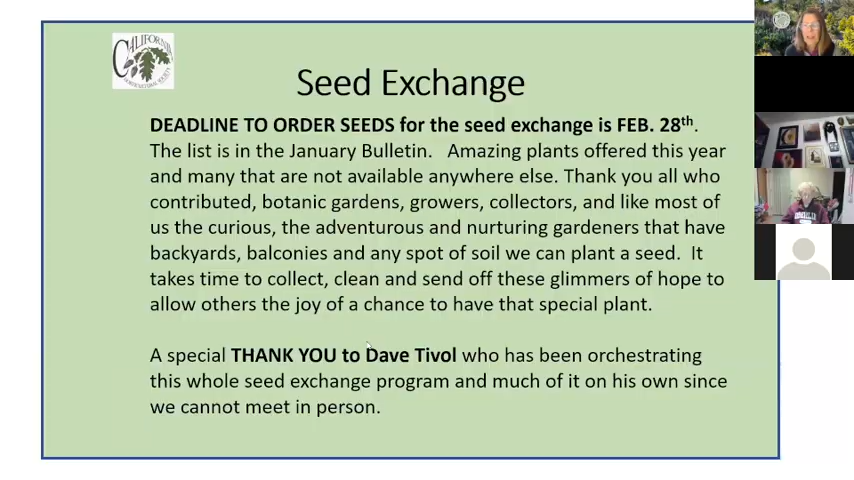 CALIFORNIA
HORTICULTURAL SOCIETY
Seed Exchange
DEADLINE TO ORDER SEEDS for the seed exchange is FEB. 28th.
The list is in the January Bulletin. Amazing plants offered this year
and many that are not available anywhere else. Thank you all who
contributed, botanic gardens, growers, collectors, and like most of
us the curious, the adventurous and nurturing gardeners that have
backyards, balconies and any spot of soil we can plant a seed. It
takes time to collect, clean and send off these glimmers of hope to
allow others the joy of a chance to have that special plant.
A special THANK YOU to Dave Tivol who has been orchestrating
this whole seed exchange program and much of it on his own since
we cannot meet in person.